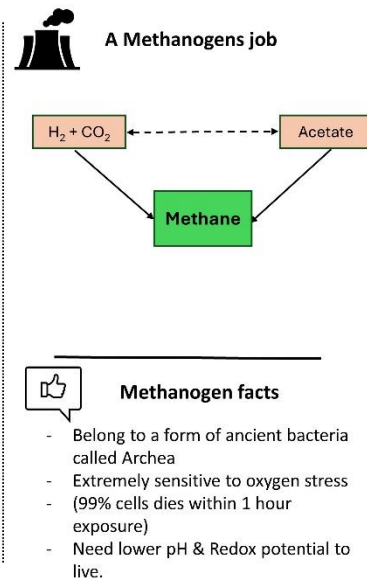 A Methanogens job
H₂ + CO₂
Acetate
Methane
Methanogen facts
- Belong to a form of ancient bacteria
called Archea
- Extremely sensitive to oxygen stress
- (99% cells dies within 1 hour
exposure)
- Need lower pH & Redox potential to
live.